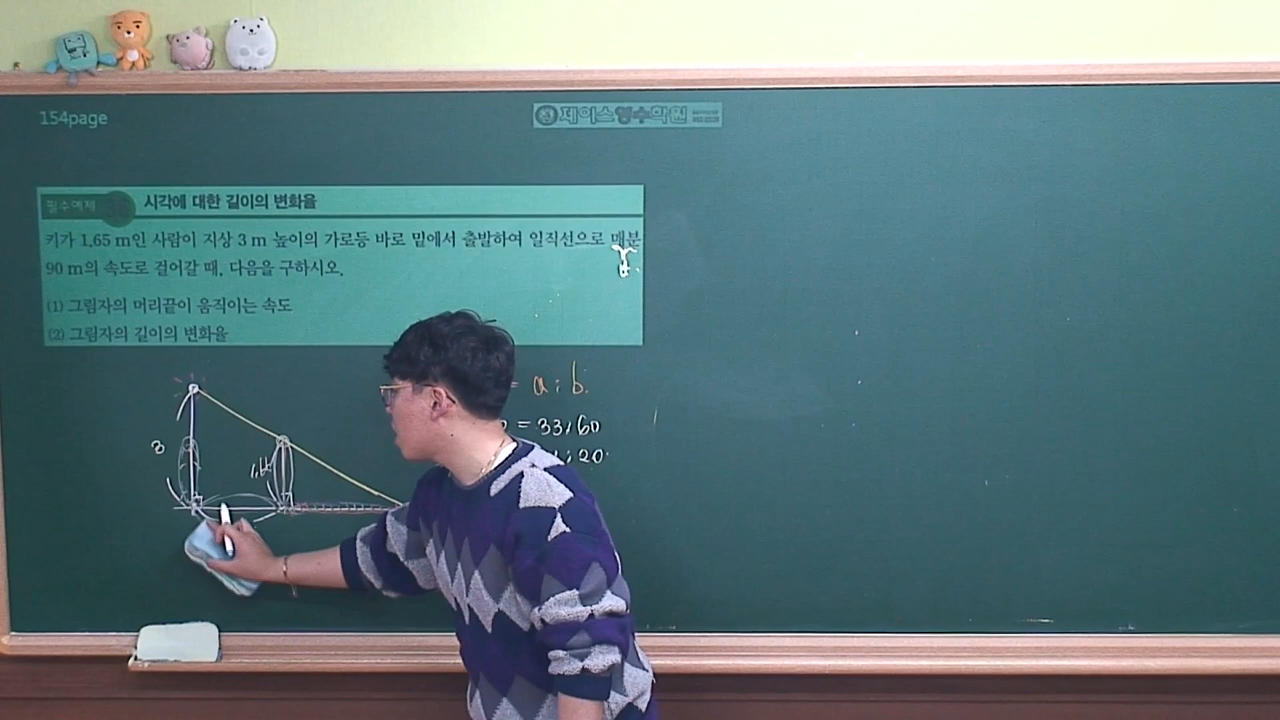 154page
제이스영수학원
필수예제
시각에 대한 길이의 변화율
키가 1.65 m인 사람이 지상 3 m 높이의 가로등 바로 밑에서 출발하여 일직선으로 매분
90 m의 속도로 걸어갈 때, 다음을 구하시오.
(1) 그림자의 머리끝이 움직이는 속도
(2) 그림자의 길이의 변화율
= a : b.
= 33 : 60
: 20
3